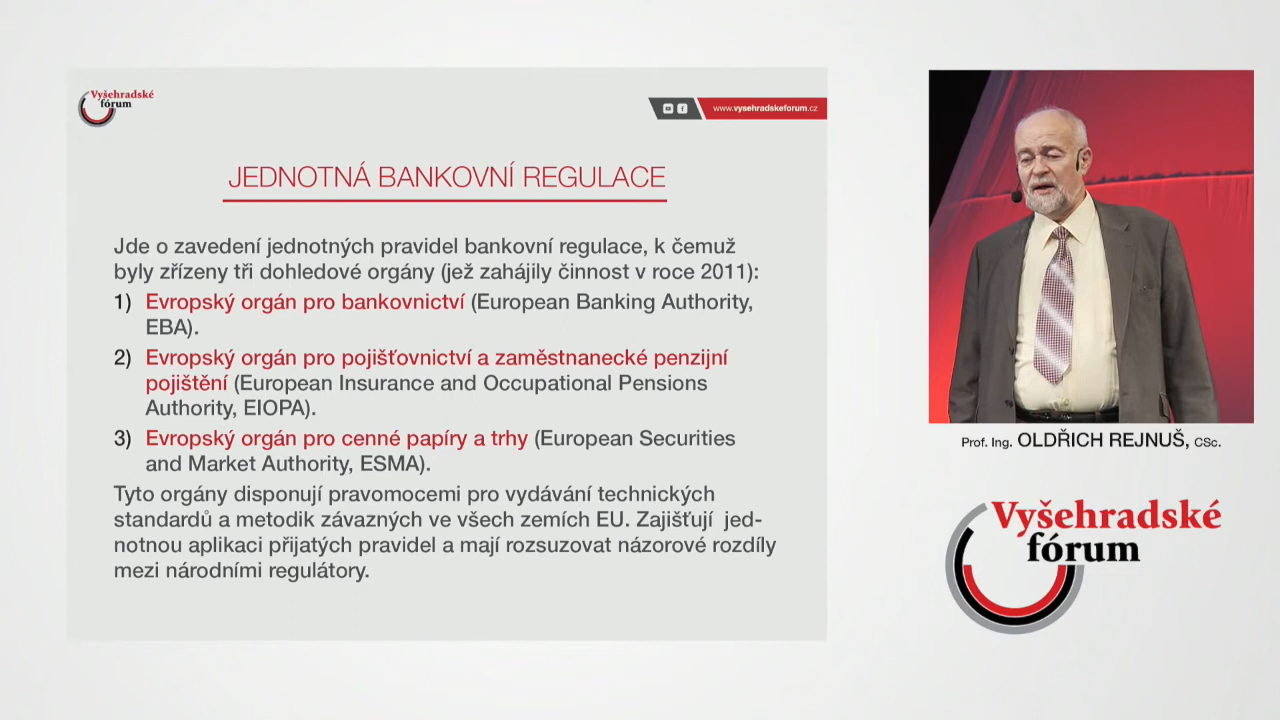 Vyšehradské
fórum
www.vysehradskeforum.cz
JEDNOTNÁ BANKOVNÍ REGULACE
Jde o zavedení jednotných pravidel bankovní regulace, k čemuž
byly zřízeny tři dohledové orgány (jež zahájily činnost v roce 2011):
1) Evropský orgán pro bankovnictví (European Banking Authority,
EBA).
2) Evropský orgán pro pojišťovnictví a zaměstnanecké penzijní
pojištění (European Insurance and Occupational Pensions
Authority, EIOPA).
3) Evropský orgán pro cenné papíry a trhy (European Securities
and Market Authority, ESMA).
Tyto orgány disponují pravomocemi pro vydávání technických
standardů a metodik závazných ve všech zemích EU. Zajišťují jed-
notnou aplikaci přijatých pravidel a mají rozsuzovat názorové rozdíly
mezi národními regulátory.
Prof. Ing. OLDŘICH REJNUŠ, CSc.
Vyšehradské
fórum